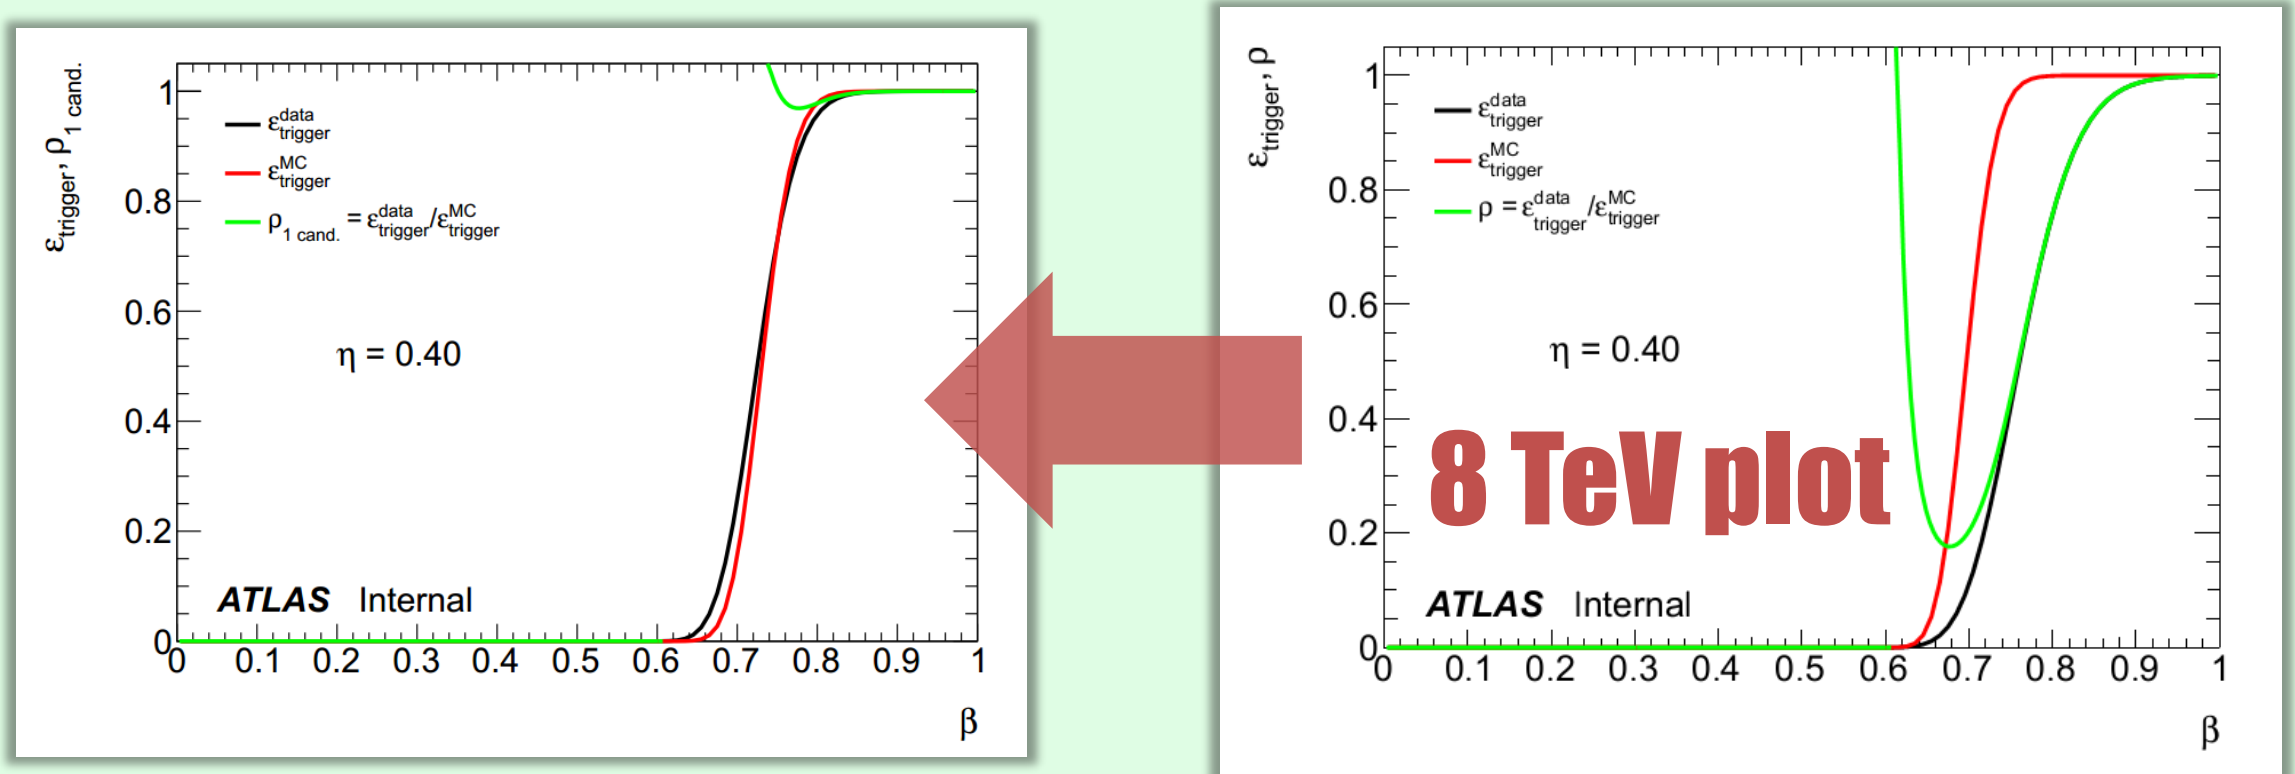 ε_trigger, ρ_1 cand.
1
0.8
0.6
0.4
0.2
0
ε^data_trigger
ε^MC_trigger
ρ_1 cand. = ε^data_trigger/ε^MC_trigger
η = 0.40
ATLAS Internal
0 0.1 0.2 0.3 0.4 0.5 0.6 0.7 0.8 0.9 1
β
ε_trigger, ρ
1
0.8
0.6
0.4
0.2
0
ε^data_trigger
ε^MC_trigger
ρ = ε^data_trigger/ε^MC_trigger
η = 0.40
8 TeV plot
ATLAS Internal
0 0.1 0.2 0.3 0.4 0.5 0.6 0.7 0.8 0.9 1
β